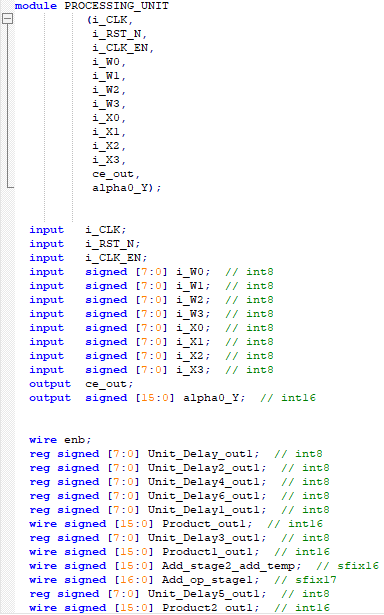 module PROCESSING_UNIT
(i_CLK,
i_RST_N,
i_CLK_EN,
i_W0,
i_W1,
i_W2,
i_W3,
i_X0,
i_X1,
i_X2,
i_X3,
ce_out,
alpha0_Y);
input i_CLK;
input i_RST_N;
input i_CLK_EN;
input signed [7:0] i_W0; // int8
input signed [7:0] i_W1; // int8
input signed [7:0] i_W2; // int8
input signed [7:0] i_W3; // int8
input signed [7:0] i_X0; // int8
input signed [7:0] i_X1; // int8
input signed [7:0] i_X2; // int8
input signed [7:0] i_X3; // int8
output ce_out;
output signed [15:0] alpha0_Y; // int16
wire enb;
reg signed [7:0] Unit_Delay_out1; // int8
reg signed [7:0] Unit_Delay2_out1; // int8
reg signed [7:0] Unit_Delay4_out1; // int8
reg signed [7:0] Unit_Delay6_out1; // int8
reg signed [7:0] Unit_Delay1_out1; // int8
wire signed [15:0] Product_out1; // int16
reg signed [7:0] Unit_Delay3_out1; // int8
wire signed [15:0] Product1_out1; // int16
wire signed [15:0] Add_stage2_add_temp; // sfix16
wire signed [16:0] Add_op_stage1; // sfix17
reg signed [7:0] Unit_Delay5_out1; // int8
wire signed [15:0] Product2_out1; // int16